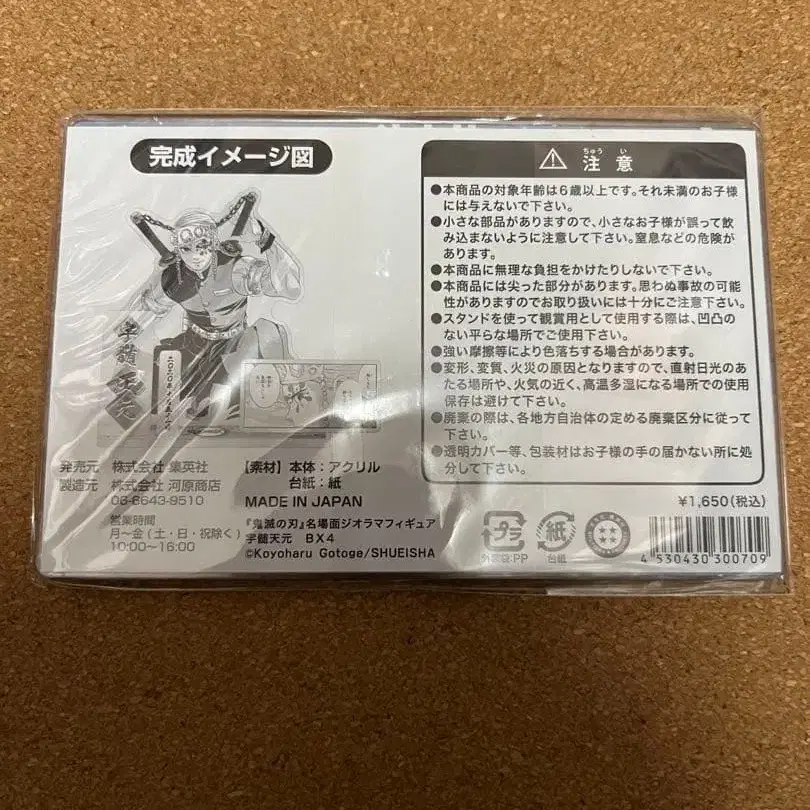 完成イメージ図
宇髄天元
発売元 株式会社 集英社
製造元 株式会社 河原商店
06-6643-9510
営業時間
月～金(土・日・祝除く)
10:00～16:00
【素材】本体：アクリル
台紙：紙
MADE IN JAPAN
『鬼滅の刃』名場面ジオラマフィギュア
宇髄天元 BX4
©Koyoharu Gotoge/SHUEISHA
ちゅう い
注 意
●本商品の対象年齢は6歳以上です。それ未満のお子様
には与えないで下さい。
●小さな部品がありますので、小さなお子様が誤って飲
み込まないように注意して下さい。窒息などの危険が
あります。
●本商品に無理な負担をかけたりしないで下さい。
●本商品には尖った部分があります。思わぬ事故の可能
性がありますのでお取り扱いには十分にご注意下さい。
●スタンドを使って観賞用として使用する際は、凹凸の
ない平らな場所でご使用下さい。
●強い摩擦等により色落ちする場合があります。
●変形、変質、火災の原因となりますので、直射日光のあ
たる場所や、火気の近く、高温多湿になる場所での使用
保存は避けて下さい。
●廃棄の際は、各地方自治体の定める廃棄区分に従って
下さい。
●透明カバー等、包装材はお子様の手の届かない所に処
分して下さい。
¥1,650(税込)
プラ
外装袋:PP
紙
台紙
4 530430 300709